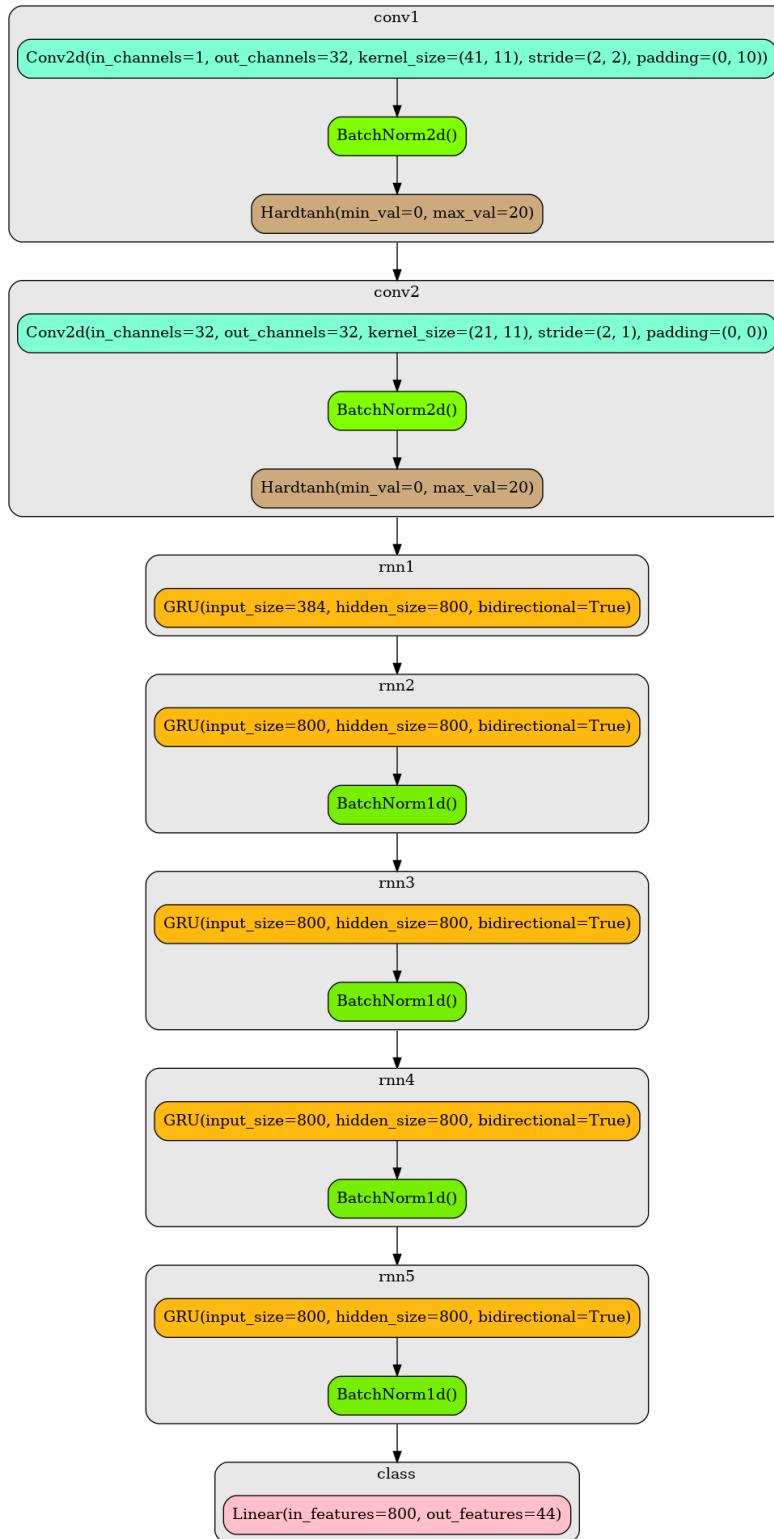 conv1
Conv2d(in_channels=1, out_channels=32, kernel_size=(41, 11), stride=(2, 2), padding=(0, 10))
BatchNorm2d()
Hardtanh(min_val=0, max_val=20)
conv2
Conv2d(in_channels=32, out_channels=32, kernel_size=(21, 11), stride=(2, 1), padding=(0, 0))
BatchNorm2d()
Hardtanh(min_val=0, max_val=20)
rnn1
GRU(input_size=384, hidden_size=800, bidirectional=True)
rnn2
GRU(input_size=800, hidden_size=800, bidirectional=True)
BatchNorm1d()
rnn3
GRU(input_size=800, hidden_size=800, bidirectional=True)
BatchNorm1d()
rnn4
GRU(input_size=800, hidden_size=800, bidirectional=True)
BatchNorm1d()
rnn5
GRU(input_size=800, hidden_size=800, bidirectional=True)
BatchNorm1d()
class
Linear(in_features=800, out_features=44)